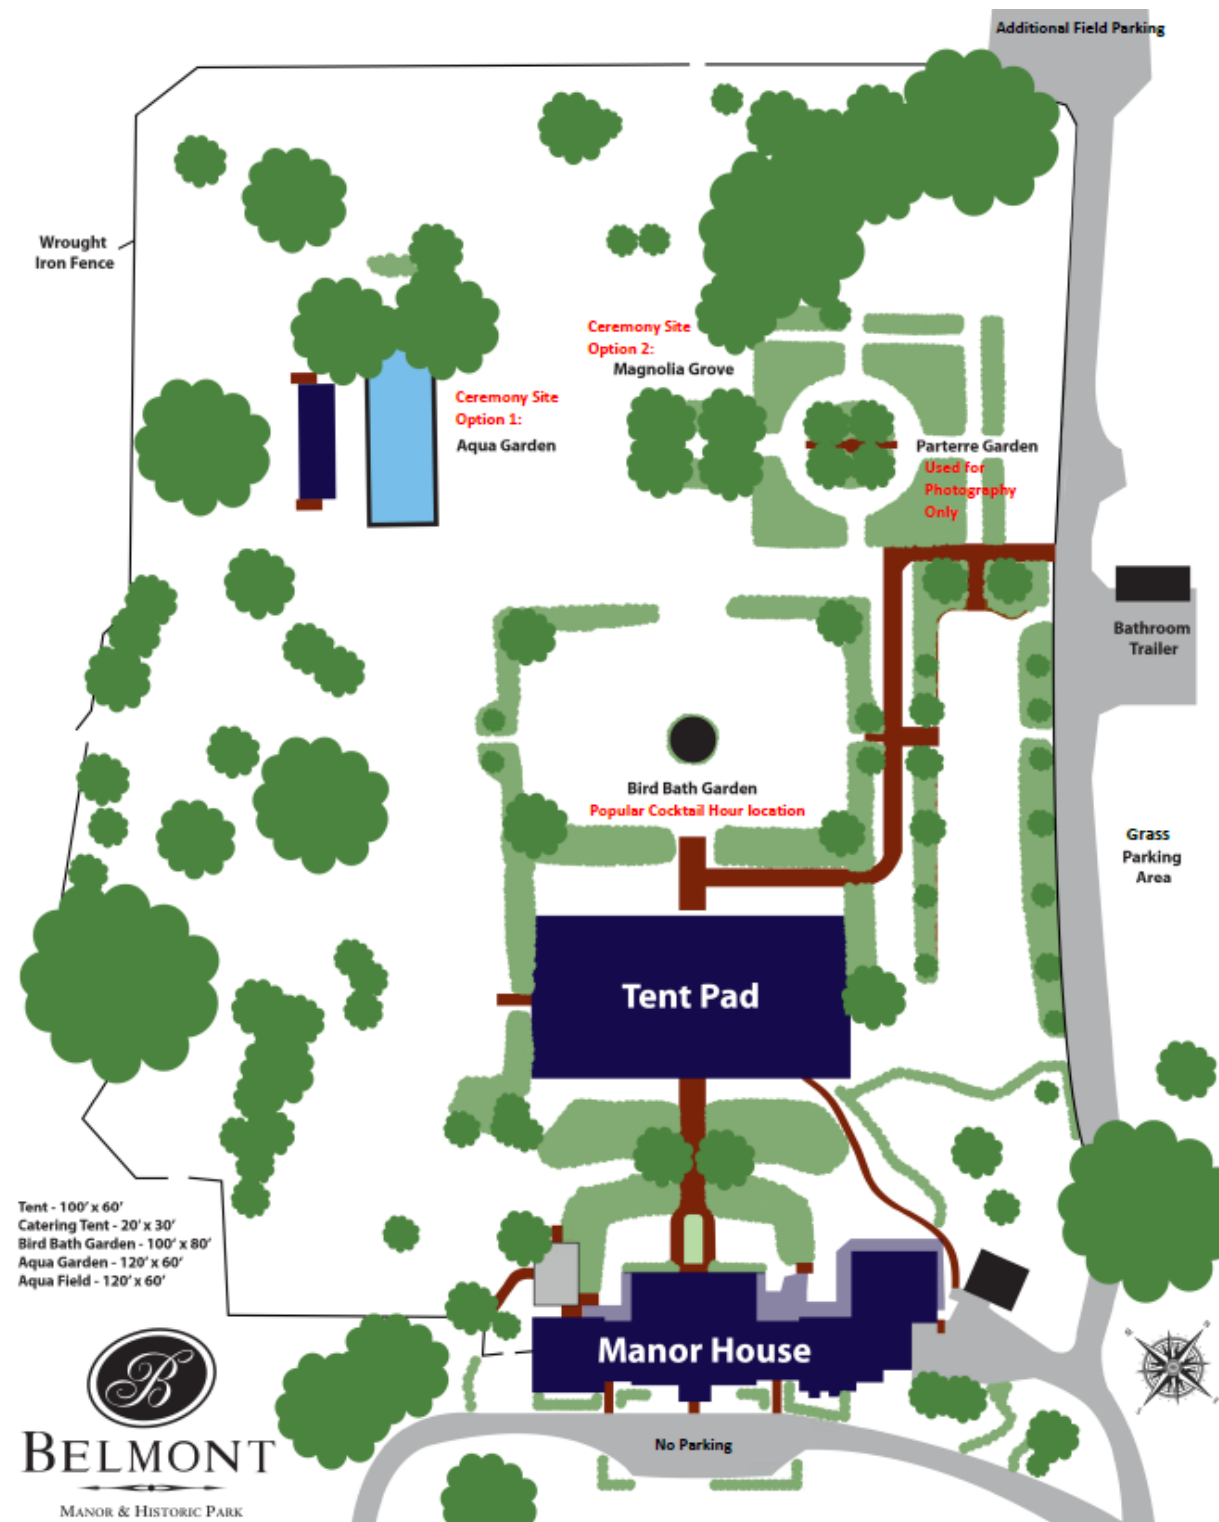 Additional Field Parking
Wrought
Iron Fence
Ceremony Site
Option 2:
Magnolia Grove
Ceremony Site
Option 1:
Aqua Garden
Parterre Garden
Used for
Photography
Only
Bathroom
Trailer
Bird Bath Garden
Popular Cocktail Hour location
Grass
Parking
Area
Tent Pad
Tent - 100' x 60'
Catering Tent - 20' x 30'
Bird Bath Garden - 100' x 80'
Aqua Garden - 120' x 60'
Aqua Field - 120' x 60'
Manor House
No Parking
B
BELMONT
MANOR & HISTORIC PARK